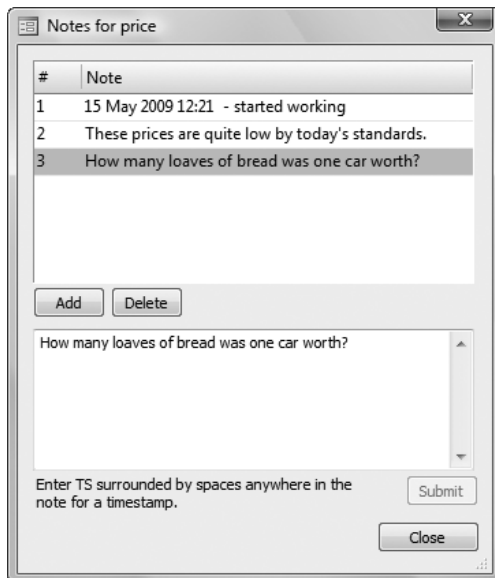 Notes for price
X
# Note
1 15 May 2009 12:21 - started working
2 These prices are quite low by today's standards.
3 How many loaves of bread was one car worth?
Add Delete
How many loaves of bread was one car worth?
Enter TS surrounded by spaces anywhere in the
note for a timestamp.
Submit
Close